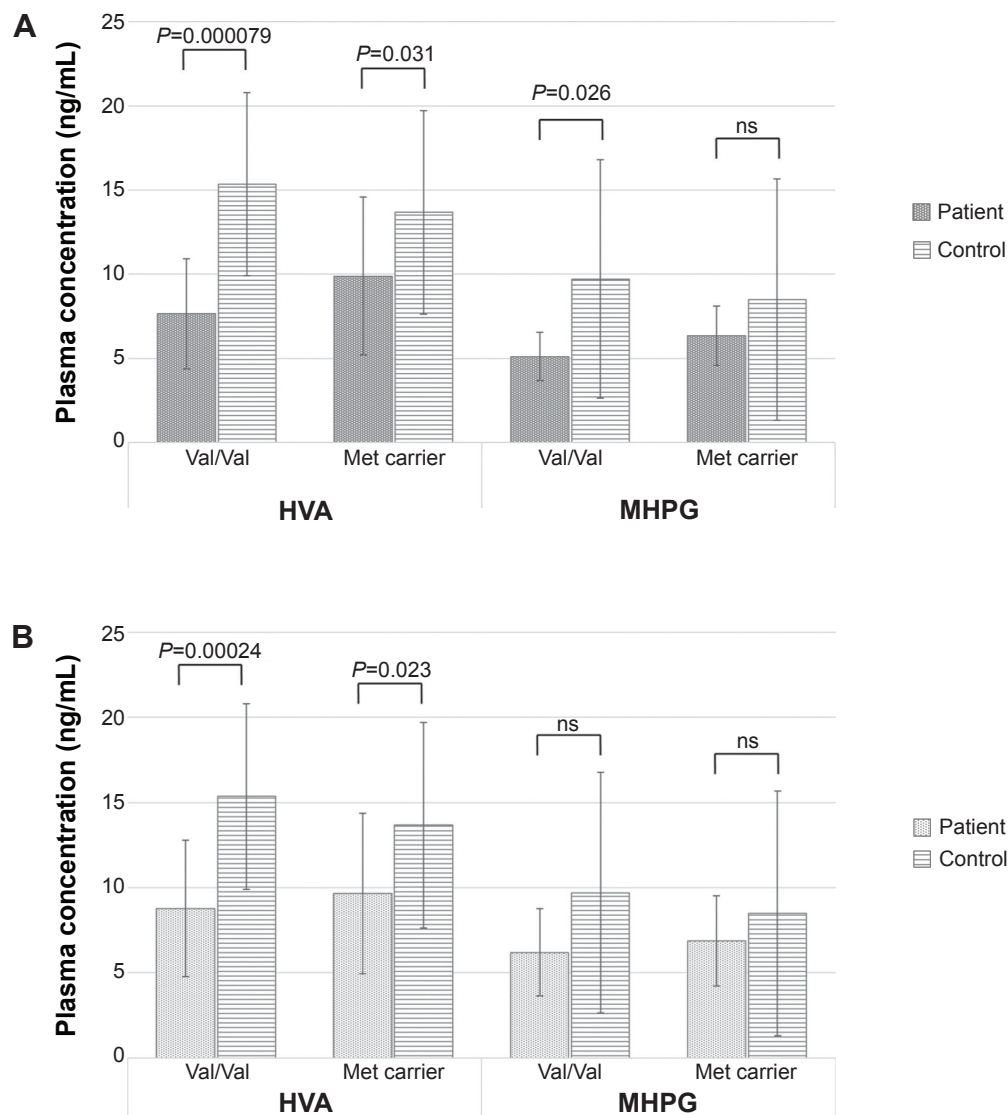 A
Plasma concentration (ng/mL)
25
20
15
10
5
0
P=0.000079
P=0.031
P=0.026
ns
Val/Val
Met carrier
Val/Val
Met carrier
HVA
MHPG
Patient
Control
B
Plasma concentration (ng/mL)
25
20
15
10
5
0
P=0.00024
P=0.023
ns
ns
Val/Val
Met carrier
Val/Val
Met carrier
HVA
MHPG
Patient
Control